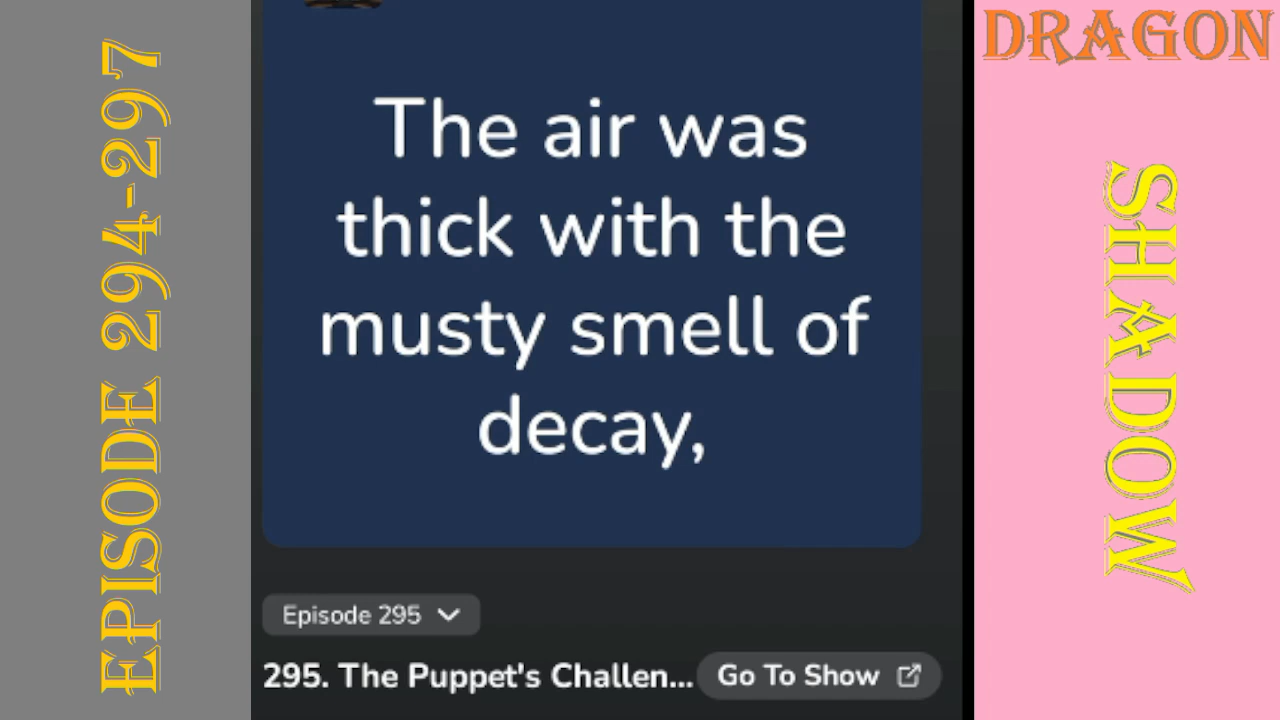 EPISODE 294-297
The air was
thick with the
musty smell of
decay,
Episode 295
295. The Puppet's Challen...
Go To Show
DRAGON
SHADOW